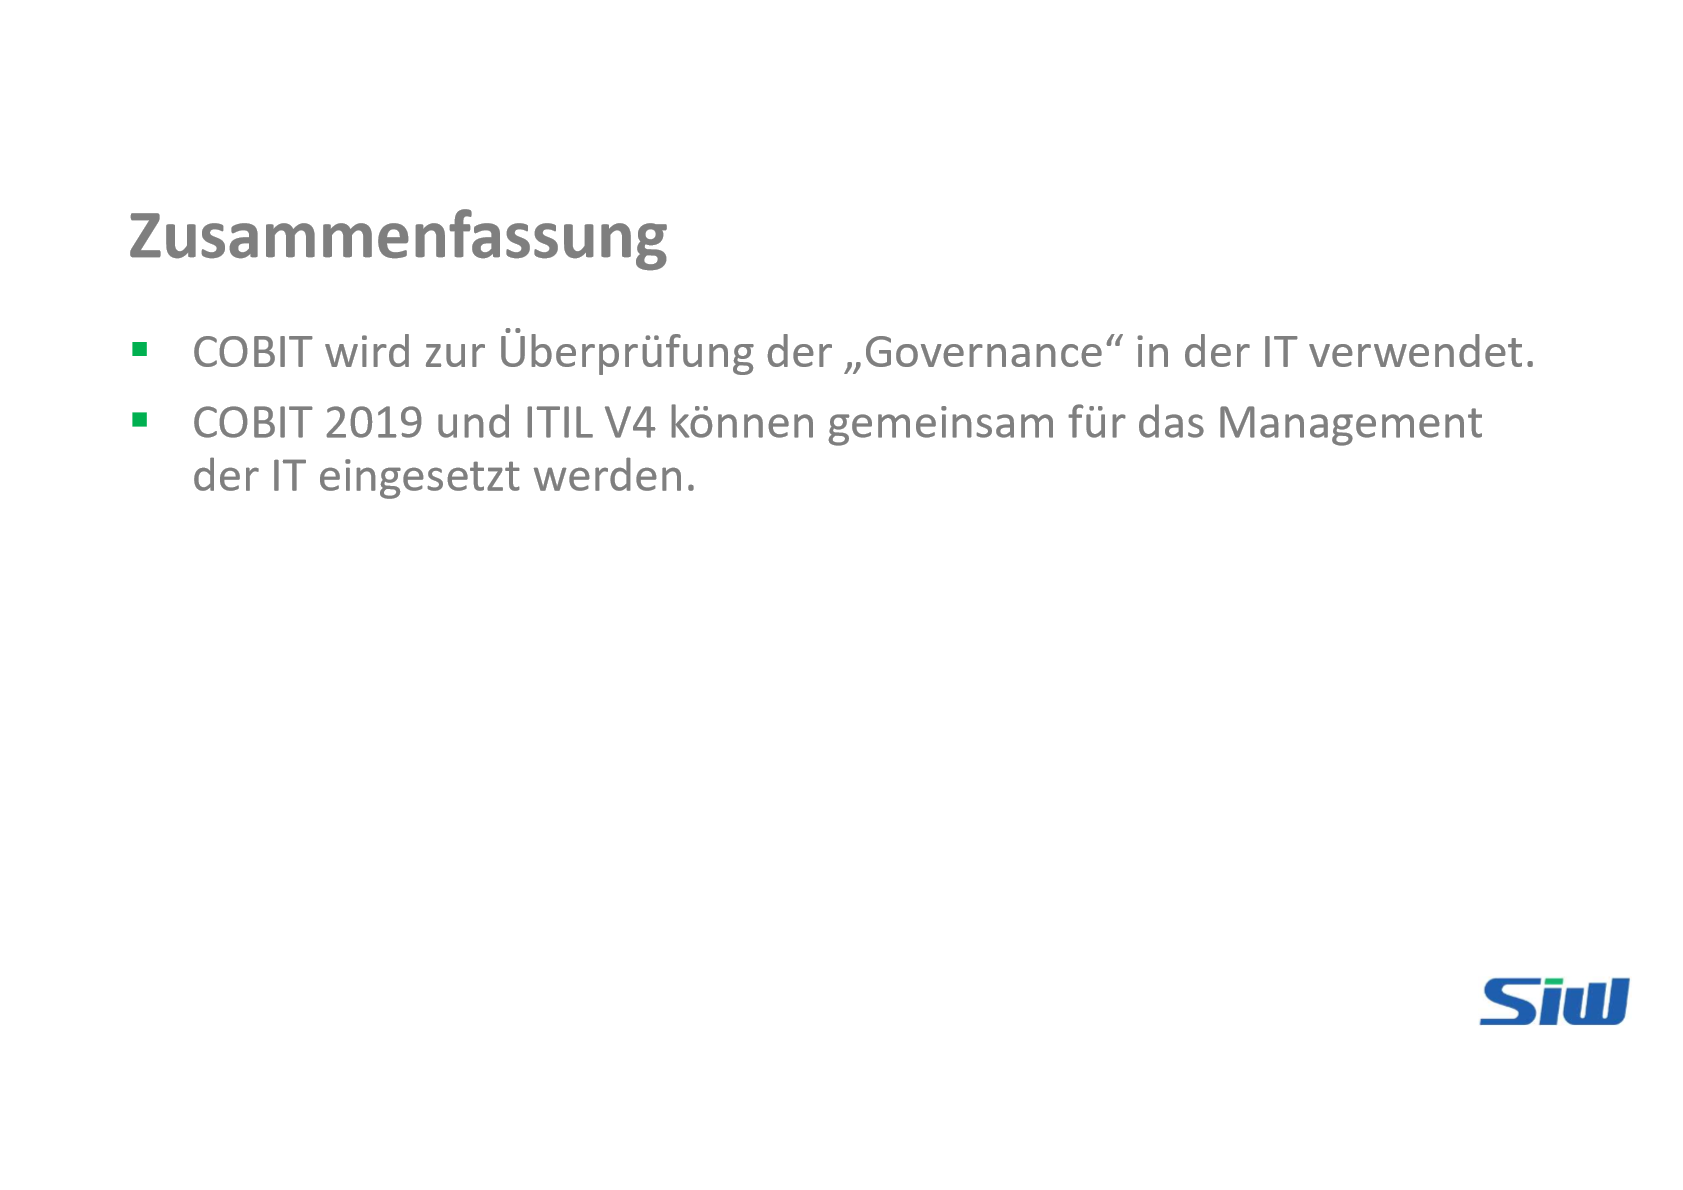 Zusammenfassung
▪ COBIT wird zur Überprüfung der „Governance“ in der IT verwendet.
▪ COBIT 2019 und ITIL V4 können gemeinsam für das Management
der IT eingesetzt werden.
Siw